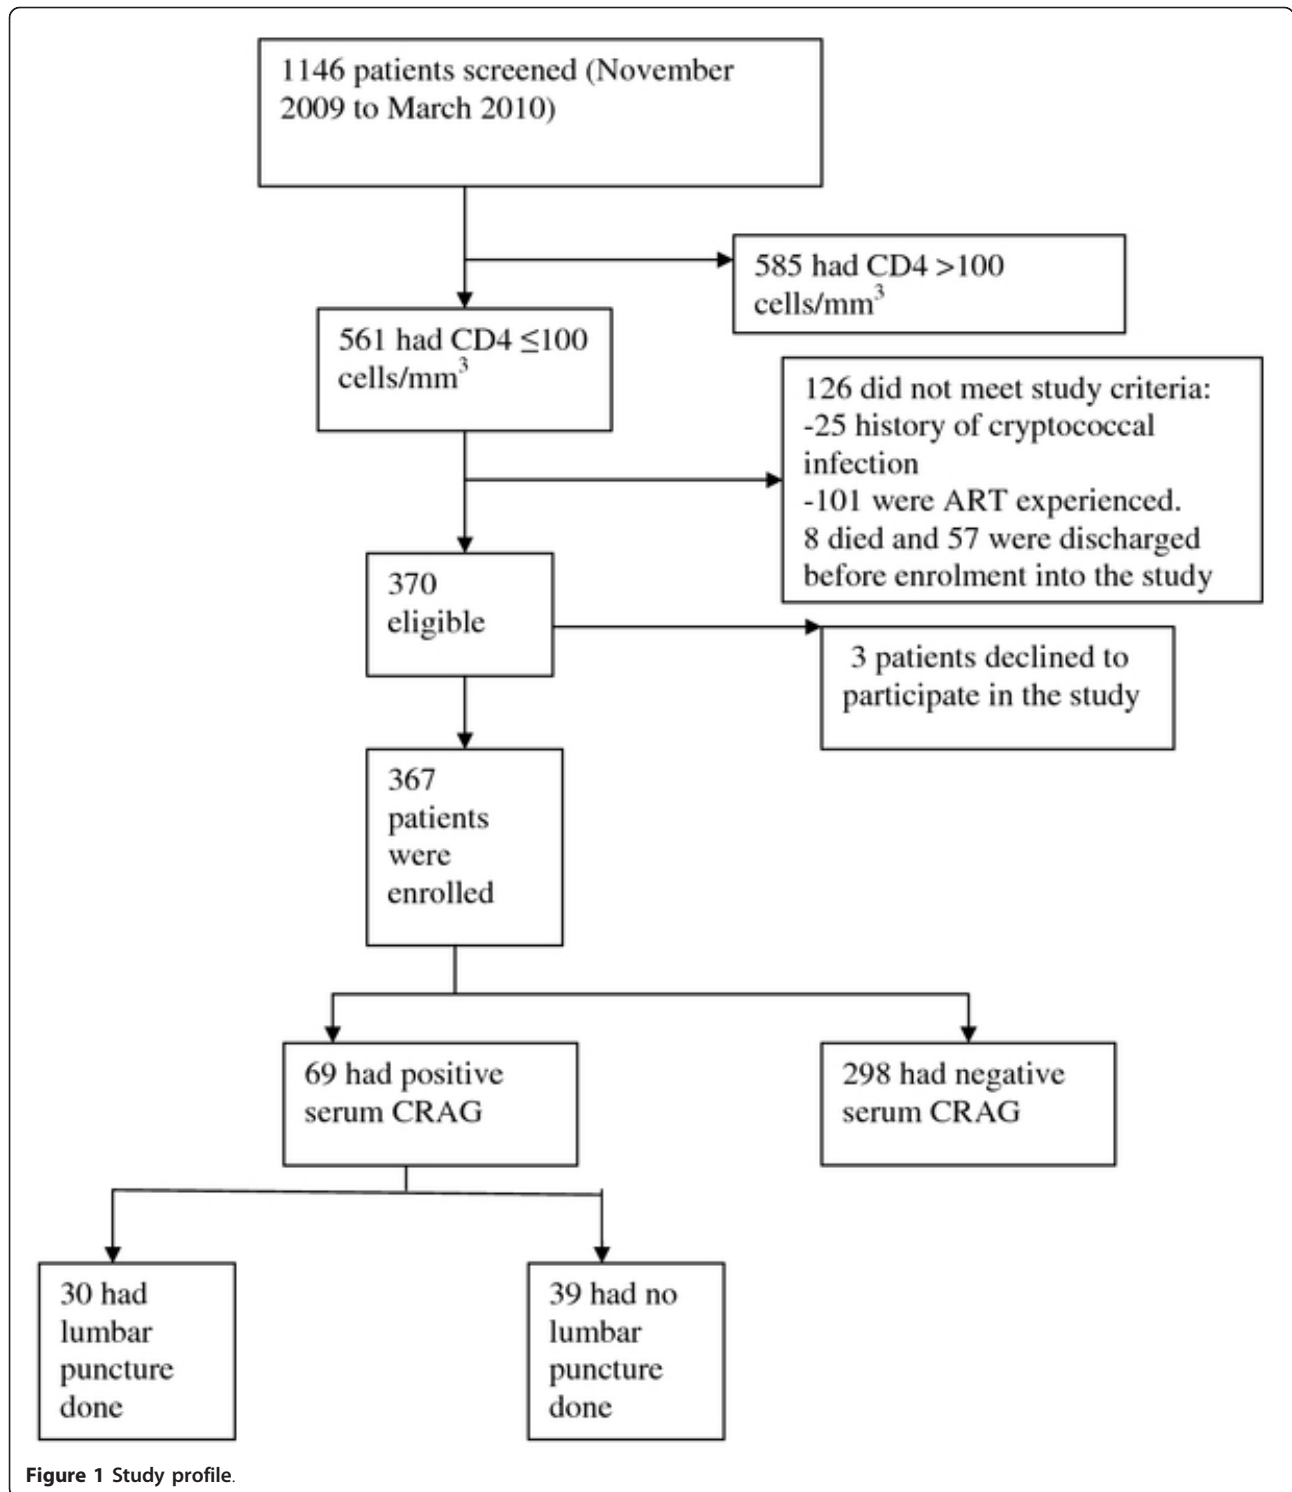 1146 patients screened (November
2009 to March 2010)
585 had CD4 >100
cells/mm³
561 had CD4 ≤100
cells/mm³
126 did not meet study criteria:
-25 history of cryptococcal
infection
-101 were ART experienced.
8 died and 57 were discharged
before enrolment into the study
370
eligible
3 patients declined to
participate in the study
367
patients
were
enrolled
69 had positive
serum CRAG
298 had negative
serum CRAG
30 had
lumbar
puncture
done
39 had no
lumbar
puncture
done
Figure 1 Study profile.